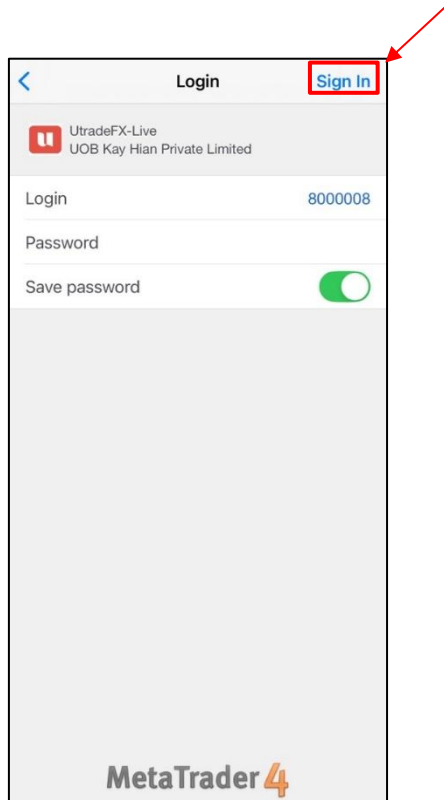 Login
Sign In
u
UtradeFX-Live
UOB Kay Hian Private Limited
Login 8000008
Password
Save password
MetaTrader 4